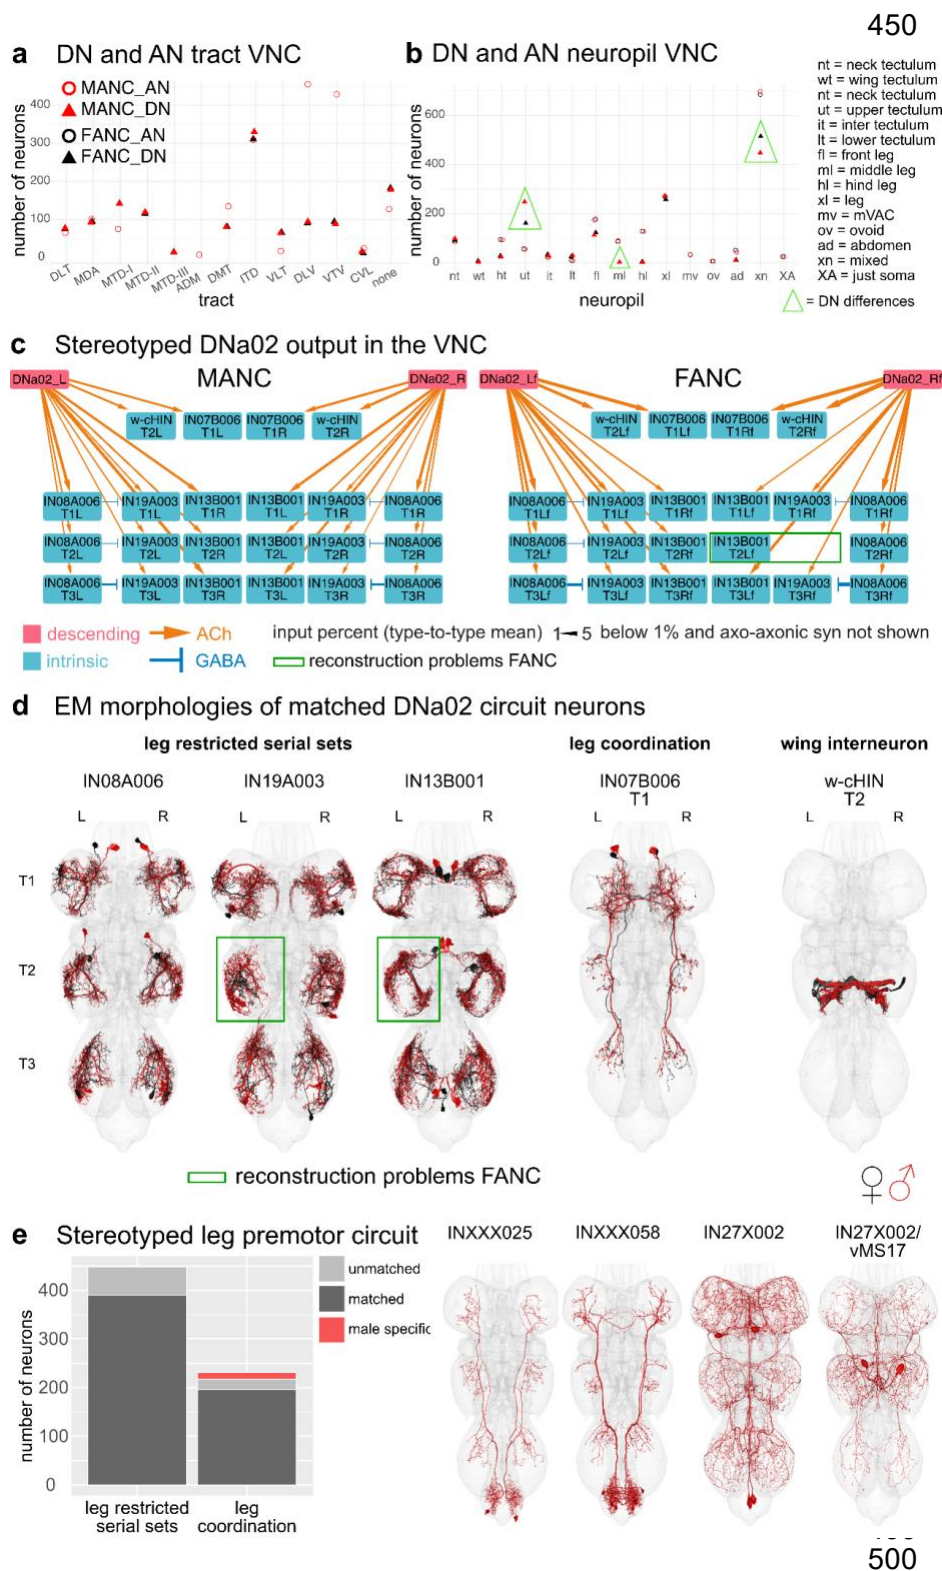 450
a DN and AN tract VNC
MANC_AN
MANC_DN
FANC_AN
FANC_DN
number of neurons
400
300
200
100
0
DLT
MDA
MTD-I
MTD-II
MTD-III
ADM
DMT
ITD
VLT
DLV
VTV
CVL
none
tract
b DN and AN neuropil VNC
number of neurons
600
400
200
0
nt wt ht ut it lt fl ml hl xl mv ov ad xn XA
neuropil
nt = neck tectulum
wt = wing tectulum
nt = neck tectulum
ut = upper tectulum
it = inter tectulum
lt = lower tectulum
fl = front leg
ml = middle leg
hl = hind leg
xl = leg
mv = mVAC
ov = ovoid
ad = abdomen
xn = mixed
XA = just soma
= DN differences
c Stereotyped DNa02 output in the VNC
DNa02_L MANC DNa02_R DNa02_Lf FANC DNa02_Rf
w-cHIN IN07B006 IN07B006 w-cHIN w-cHIN IN07B006 IN07B006 w-cHIN
T2L T1L T1R T2R T2Lf T1Lf T1Rf T2Rf
IN08A006 IN19A003 IN13B001 IN13B001 IN19A003 IN08A006 IN08A006 IN19A003 IN13B001 IN13B001 IN19A003 IN08A006
T1L T1L T1R T1L T1R T1R T1Lf T1Lf T1Rf T1Lf T1Rf T1Rf
IN08A006 IN19A003 IN13B001 IN13B001 IN19A003 IN08A006 IN08A006 IN19A003 IN13B001 IN13B001 IN08A006
T2L T2L T2R T2L T2R T2R T2Lf T2Lf T2Rf T2Lf T2Rf
IN08A006 IN19A003 IN13B001 IN13B001 IN19A003 IN08A006 IN08A006 IN19A003 IN13B001 IN13B001 IN19A003 IN08A006
T3L T3L T3R T3L T3R T3R T3Lf T3Lf T3Rf T3Lf T3Rf T3Rf
descending ACh input percent (type-to-type mean) 1 5 below 1% and axo-axonic syn not shown
intrinsic GABA reconstruction problems FANC
d EM morphologies of matched DNa02 circuit neurons
leg restricted serial sets leg coordination wing interneuron
IN08A006 IN19A003 IN13B001 IN07B006 w-cHIN
T1 T2
L R L R L R L R L R
T1
T2
T3
reconstruction problems FANC
♀ ♂
e Stereotyped leg premotor circuit
number of neurons
400
300
200
100
0
leg restricted
serial sets
leg
coordination
unmatched
matched
male specific
INXXX025 INXXX058 IN27X002 IN27X002/
vMS17
500